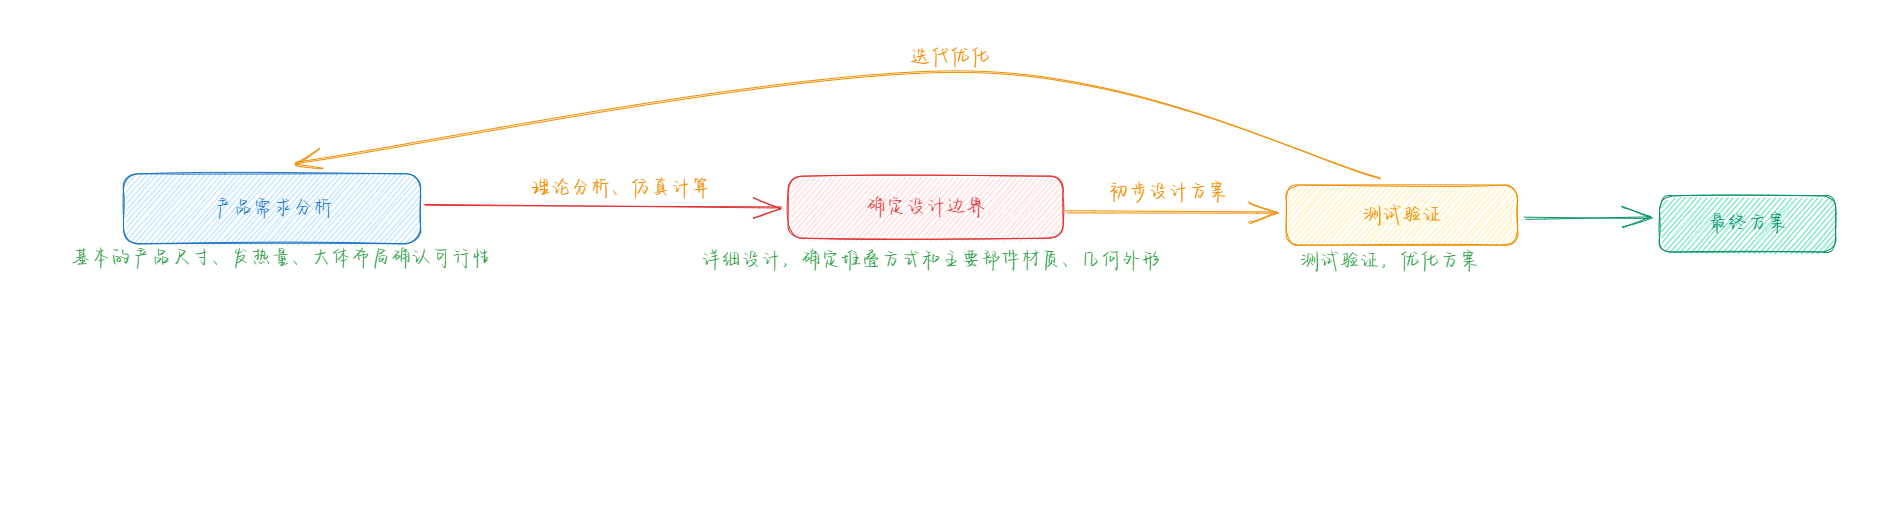 迭代优化
理论分析、仿真计算
初步设计方案
产品需求分析
确定设计边界
测试验证
最终方案
基本的产品尺寸、发热量、大体布局确认可行性
详细设计，确定堆叠方式和主要部件材质、几何外形
测试验证，优化方案